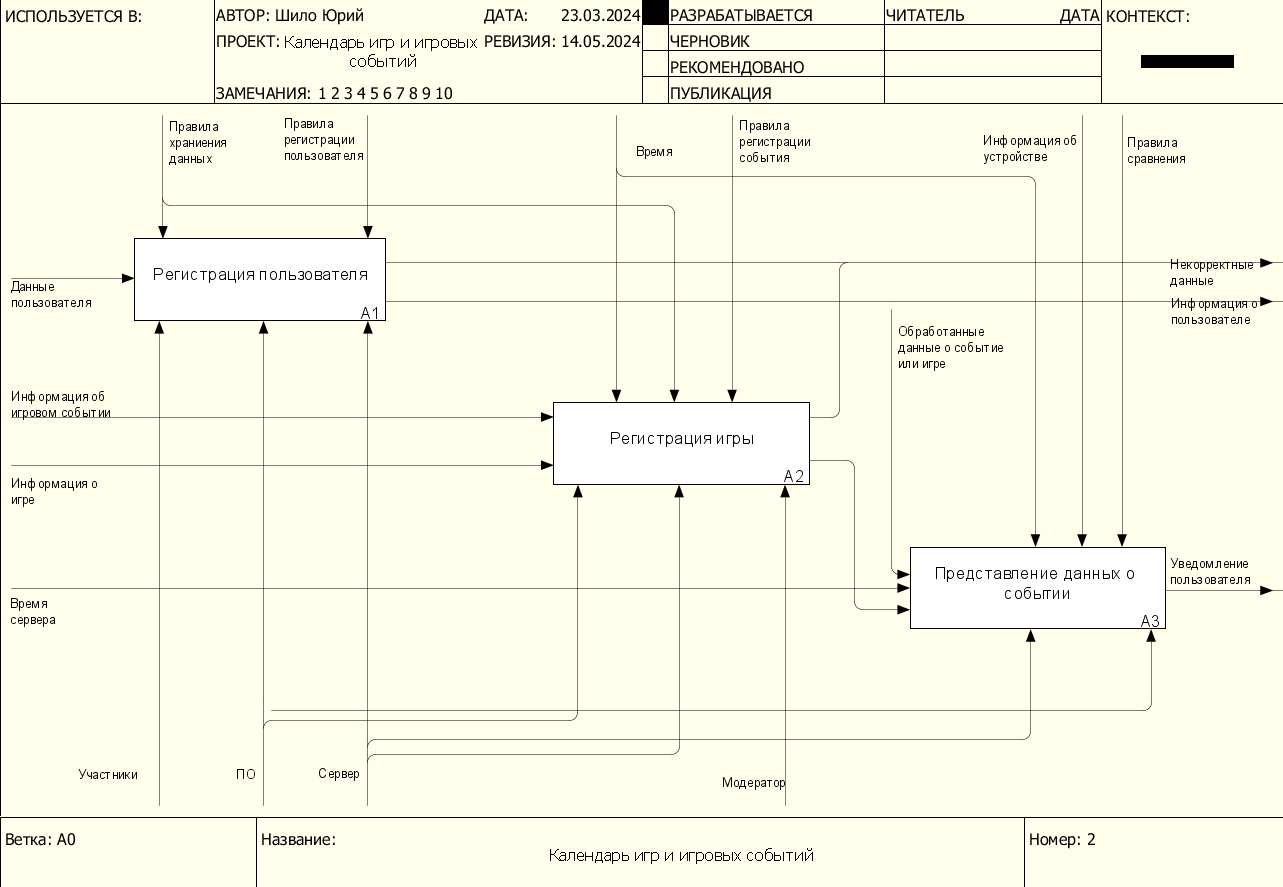 ИСПОЛЬЗУЕТСЯ В:
АВТОР: Шило Юрий
ДАТА: 23.03.2024
ПРОЕКТ: Календарь игр и игровых
событий
РЕВИЗИЯ: 14.05.2024
ЗАМЕЧАНИЯ: 1 2 3 4 5 6 7 8 9 10
РАЗРАБАТЫВАЕТСЯ
ЧЕРНОВИК
РЕКОМЕНДОВАНО
ПУБЛИКАЦИЯ
ЧИТАТЕЛЬ
ДАТА
КОНТЕКСТ:
Правила
храниения
данных
Правила
регистрации
пользователя
Время
Правила
регистрации
события
Информация об
устройстве
Правила
сравнения
Регистрация пользователя
A1
Данные
пользователя
Некорректные
данные
Информация о
пользователе
Обработанные
данные о событие
или игре
Информация об
игровом событии
Регистрация игры
A2
Информация о
игре
Представление данных о
событии
A3
Уведомление
пользователя
Время
сервера
Участники
ПО
Сервер
Модератор
Ветка: A0
Название:
Календарь игр и игровых событий
Номер: 2